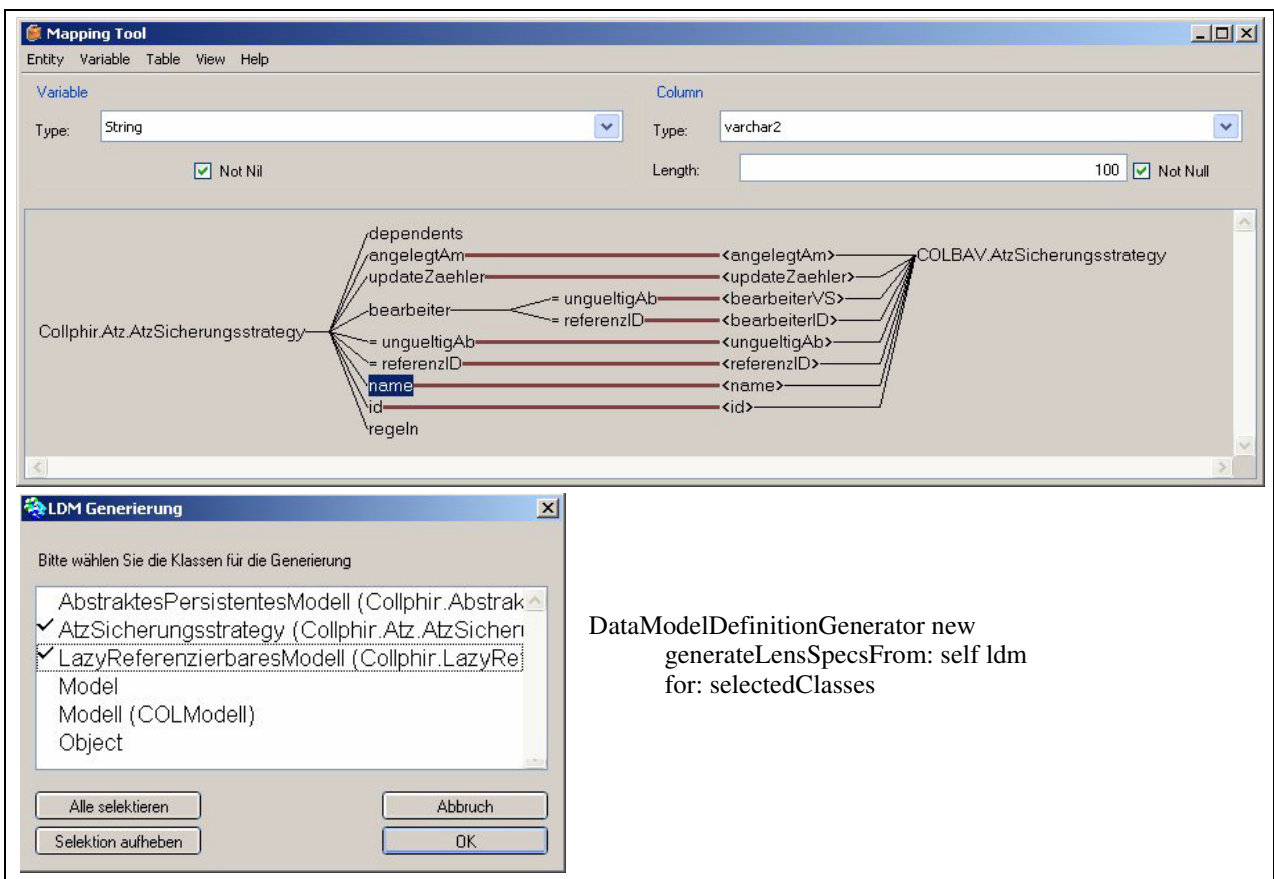 Mapping Tool
Entity Variable Table View Help
Variable
Column
Type: String
Type: varchar2
Not Nil
Length: 100 Not Null
dependents
angelegtAm <angelegtAm> COLBAV.AtzSicherungsstrategy
updateZaehler <updateZaehler>
= ungueltigAb <bearbeiterVS>
bearbeiter
= referenzID <bearbeiterID>
Collphir.Atz.AtzSicherungsstrategy
= ungueltigAb <ungueltigAb>
= referenzID <referenzID>
name <name>
id <id>
regeln
LDM Generierung
Bitte wählen Sie die Klassen für die Generierung
AbstraktesPersistentesModell (Collphir.Abstrak
AtzSicherungsstrategy (Collphir.Atz.AtzSicheru
LazyReferenzierbaresModell (Collphir.LazyRe
Model
Modell (COLModell)
Object
Alle selektieren Abbruch
Selektion aufheben OK
DataModelDefinitionGenerator new
generateLensSpecsFrom: self ldm
for: selectedClasses